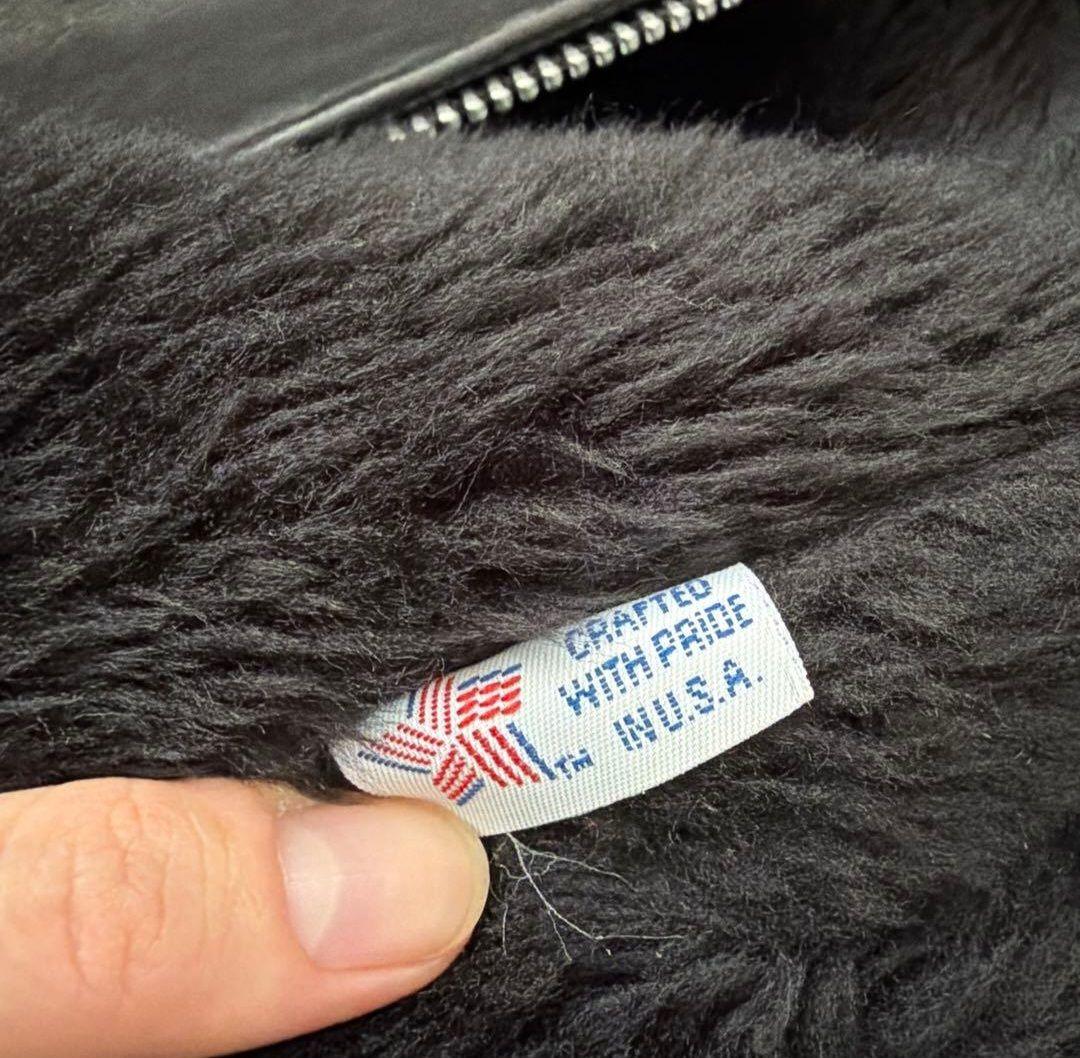 CRAFTED
WITH PRIDE
IN U.S.A.
TM